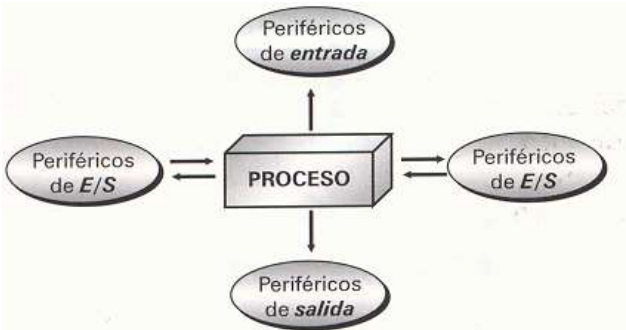 Periféricos
de entrada
Periféricos
de E/S
PROCESO
Periféricos
de E/S
Periféricos
de salida